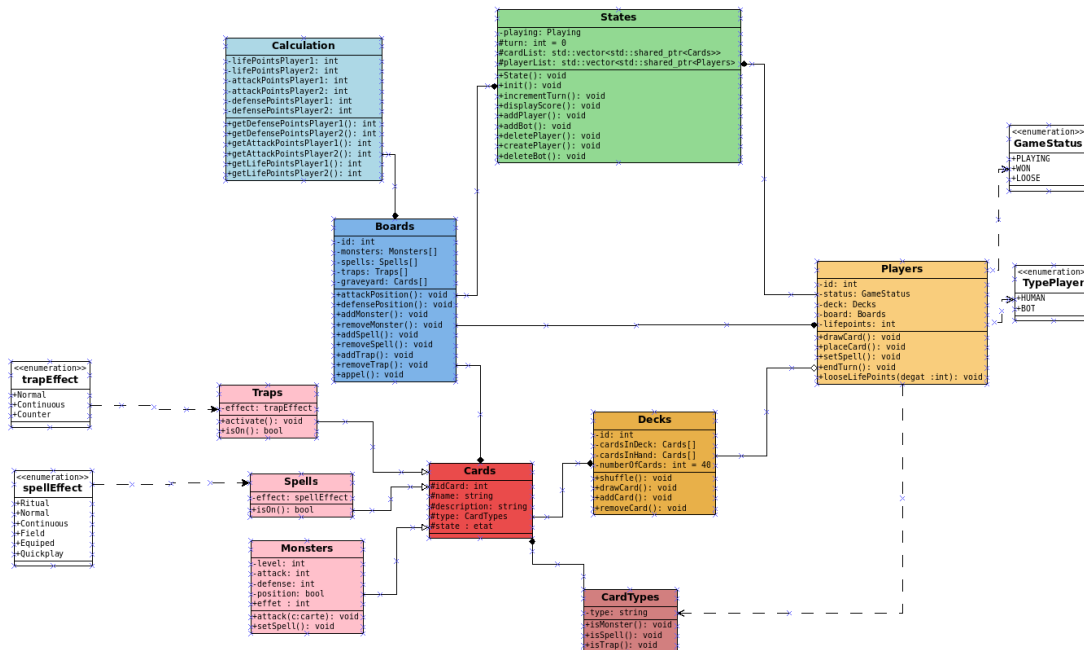 States
-playing: Playing
#turn: int = 0
#cardList: std::vector<std::shared_ptr<Cards>>
#playerList: std::vector<std::shared_ptr<Players>
+State(): void
+init(): void
+incrementTurn(): void
+displayScore(): void
+addPlayer(): void
+addBot(): void
+deletePlayer(): void
+createPlayer(): void
+deleteBot(): void
Calculation
-lifePointsPlayer1: int
-lifePointsPlayer2: int
-attackPointsPlayer1: int
-attackPointsPlayer2: int
-defensePointsPlayer1: int
-defensePointsPlayer2: int
+getDefensePointsPlayer1(): int
+getDefensePointsPlayer2(): int
+getAttackPointsPlayer1(): int
+getAttackPointsPlayer2(): int
+getLifePointsPlayer1(): int
+getLifePointsPlayer2(): int
<<enumeration>>
GameStatus
+PLAYING
+WON
+LOOSE
Boards
-id: int
-monsters: Monsters[]
-spells: Spells[]
-traps: Traps[]
-graveyard: Cards[]
+attackPosition(): void
+defensePosition(): void
+addMonster(): void
+removeMonster(): void
+addSpell(): void
+removeSpell(): void
+addTrap(): void
+removeTrap(): void
+appel(): void
Players
-id: int
-status: GameStatus
-deck: Decks
-board: Boards
-lifepoints: int
+drawCard(): void
+placeCard(): void
+setSpell(): void
+endTurn(): void
+looseLifePoints(degat :int): void
<<enumeration>
TypePlayer
+HUMAN
+BOT
<<enumeration>>
trapEffect
+Normal
+Continuous
+Counter
Traps
-effect: trapEffect
+activate(): void
+isOn(): bool
Decks
-id: int
-cardsInDeck: Cards[]
-cardsInHand: Cards[]
-numberOfCards: int = 40
+shuffle(): void
+drawCard(): void
+addCard(): void
+removeCard(): void
<<enumeration>>
spellEffect
+Ritual
+Normal
+Continuous
+Field
+Equiped
+Quickplay
Spells
-effect: spellEffect
+isOn(): bool
Cards
#idCard: int
#name: string
#description: string
#type: CardTypes
#state : etat
Monsters
-level: int
-attack: int
-defense: int
-position: bool
+effet : int
+attack(c:carte): void
+setSpell(): void
CardTypes
-type: string
+isMonster(): void
+isSpell(): void
+isTrap(): void